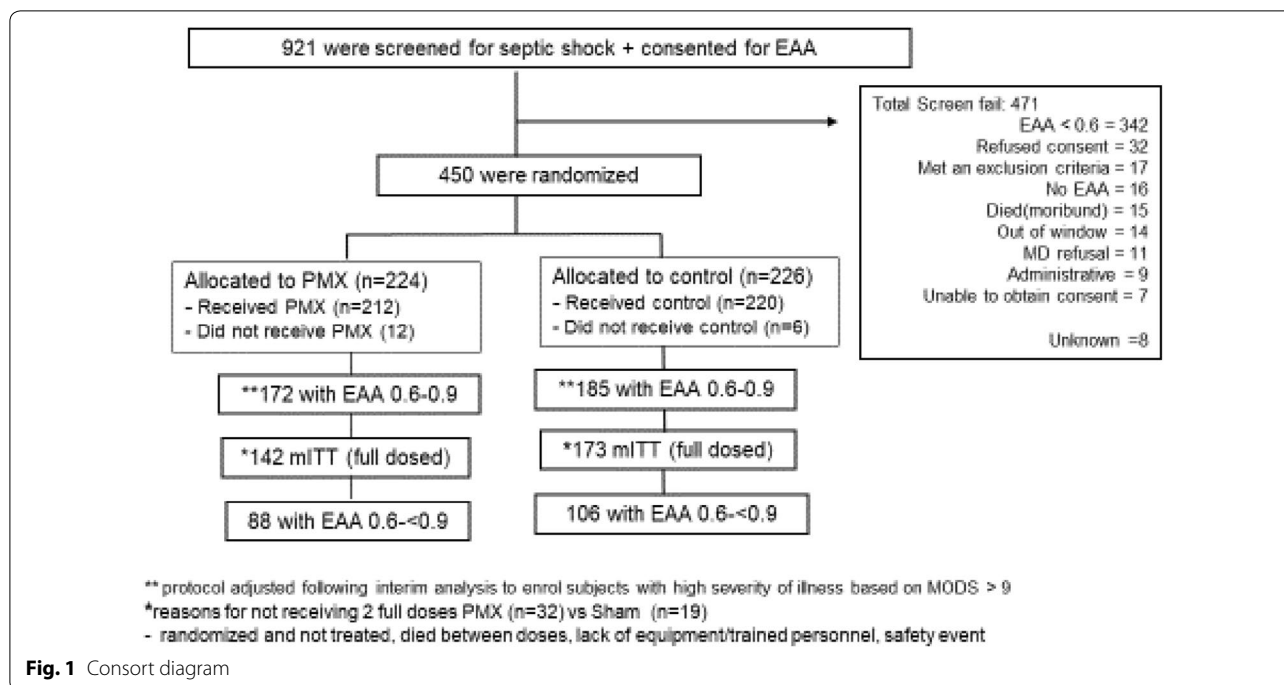 921 were screened for septic shock + consented for EAA
Total Screen fail: 471
EAA < 0.6 = 342
Refused consent = 32
Met an exclusion criteria = 17
No EAA = 16
Died(moribund) = 15
Out of window = 14
MD refusal = 11
Administrative = 9
Unable to obtain consent = 7
Unknown =8
450 were randomized
Allocated to PMX (n=224)
- Received PMX (n=212)
- Did not receive PMX (12)
Allocated to control (n=226)
- Received control (n=220)
- Did not receive control (n=6)
**172 with EAA 0.6-0.9
**185 with EAA 0.6-0.9
*142 mITT (full dosed)
*173 mITT (full dosed)
88 with EAA 0.6-<0.9
106 with EAA 0.6-<0.9
** protocol adjusted following interim analysis to enrol subjects with high severity of illness based on MODS > 9
*reasons for not receiving 2 full doses PMX (n=32) vs Sham (n=19)
- randomized and not treated, died between doses, lack of equipment/trained personnel, safety event
Fig. 1 Consort diagram